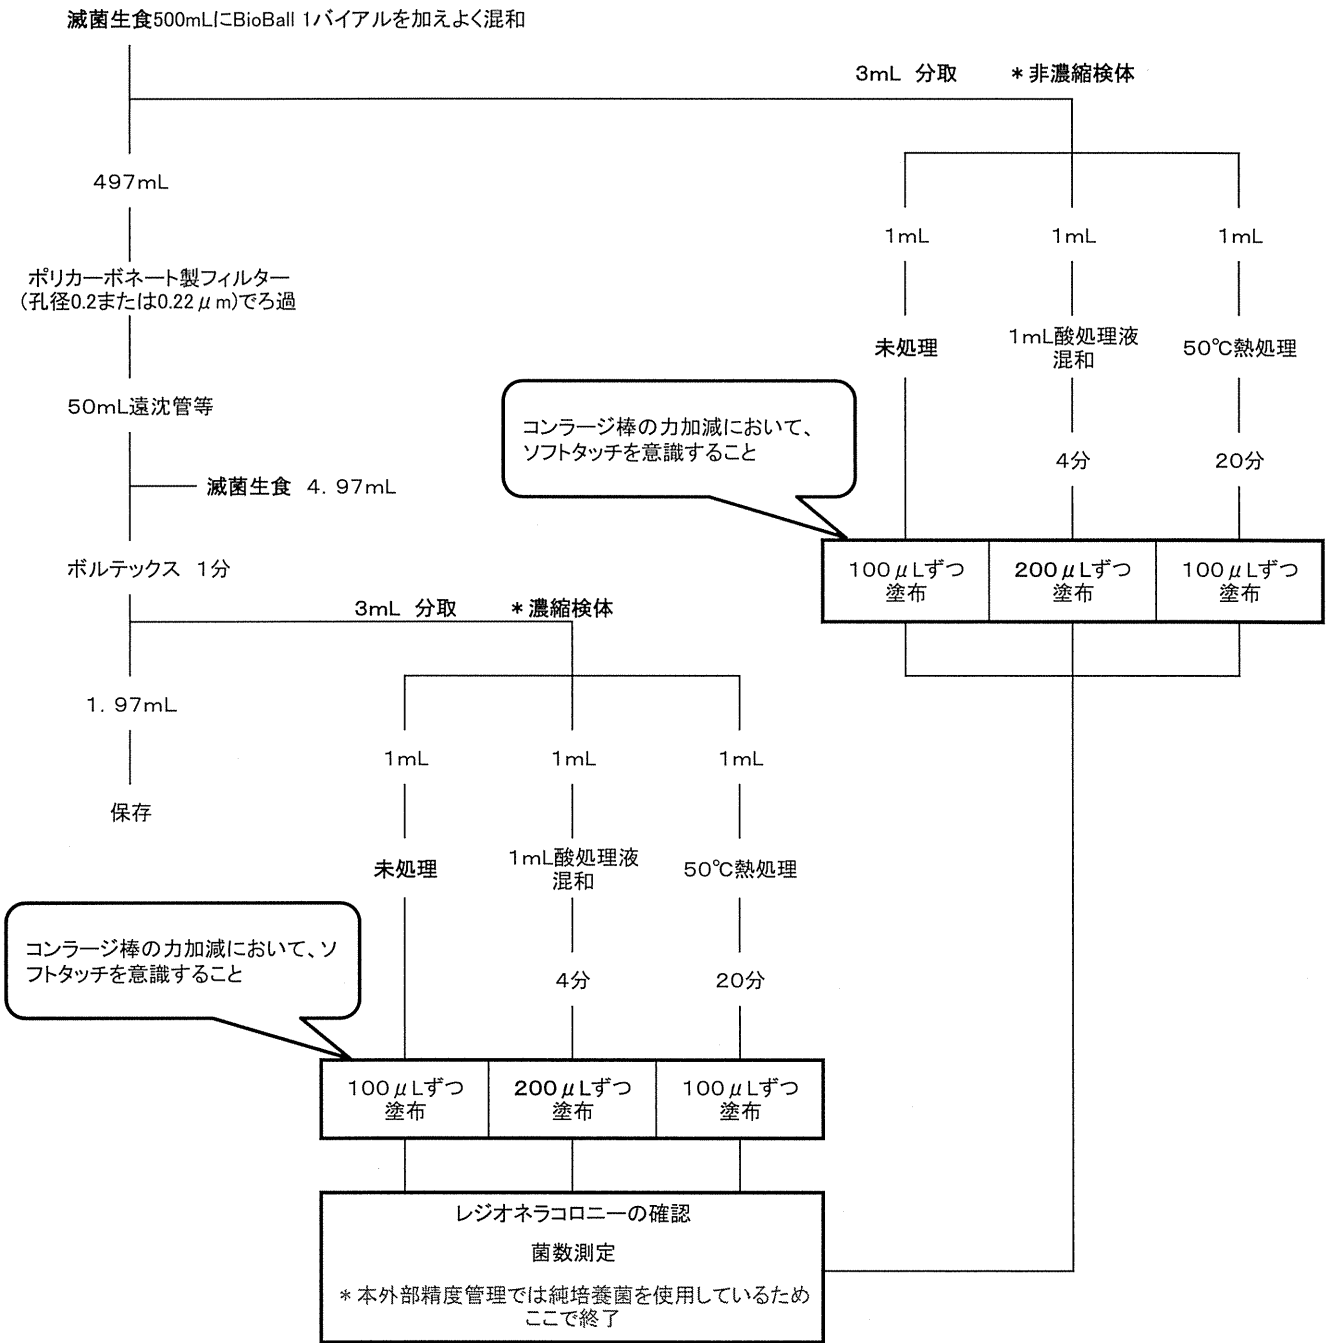 滅菌生食500mLにBioBall 1バイアルを加えよく混和
3mL 分取 *非濃縮検体
497mL
1mL
1mL
1mL
ポリカーボネート製フィルター
(孔径0.2または0.22μm)でろ過
未処理
1mL酸処理液
混和
50℃熱処理
50mL遠沈管等
コンラージ棒の力加減において、
ソフトタッチを意識すること
4分
20分
滅菌生食 4.97mL
ボルテックス 1分
100μLずつ
塗布
200μLずつ
塗布
100μLずつ
塗布
3mL 分取 *濃縮検体
1.97mL
保存
1mL
1mL
1mL
未処理
1mL酸処理液
混和
50℃熱処理
コンラージ棒の力加減において、ソ
フトタッチを意識すること
4分
20分
100μLずつ
塗布
200μLずつ
塗布
100μLずつ
塗布
レジオネラコロニーの確認
菌数測定
*本外部精度管理では純培養菌を使用しているため
ここで終了